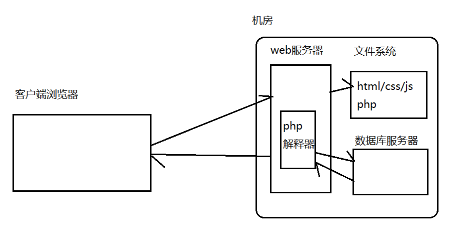 机房
web服务器
文件系统
客户端浏览器
html/css/js
php
php
解释器
数据库服务器